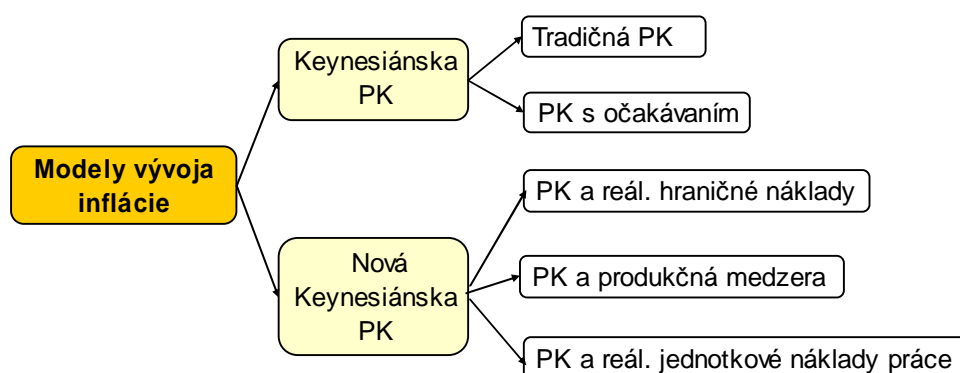 Modely vývoja
inflácie
Keynesiánska
PK
Tradičná PK
PK s očakávaním
Nová
Keynesiánska
PK
PK a reál. hraničné náklady
PK a produkčná medzera
PK a reál. jednotkové náklady práce